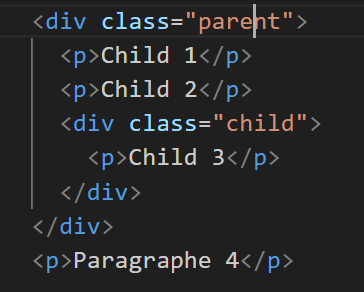 <div class="parent">
<p>Child 1</p>
<p>Child 2</p>
<div class="child">
<p>Child 3</p>
</div>
</div>
<p>Paragraphe 4</p>